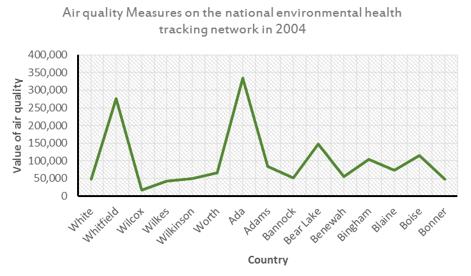 Air quality Measures on the national environmental health
tracking network in 2004
Value of air quality
400,000
350,000
300,000
250,000
200,000
150,000
100,000
50,000
0
White
Whitfield
Wilcox
Wilkes
Wilkinson
Worth
Ada
Adams
Bannock
Bear Lake
Benewah
Bingham
Blaine
Boise
Bonner
Country